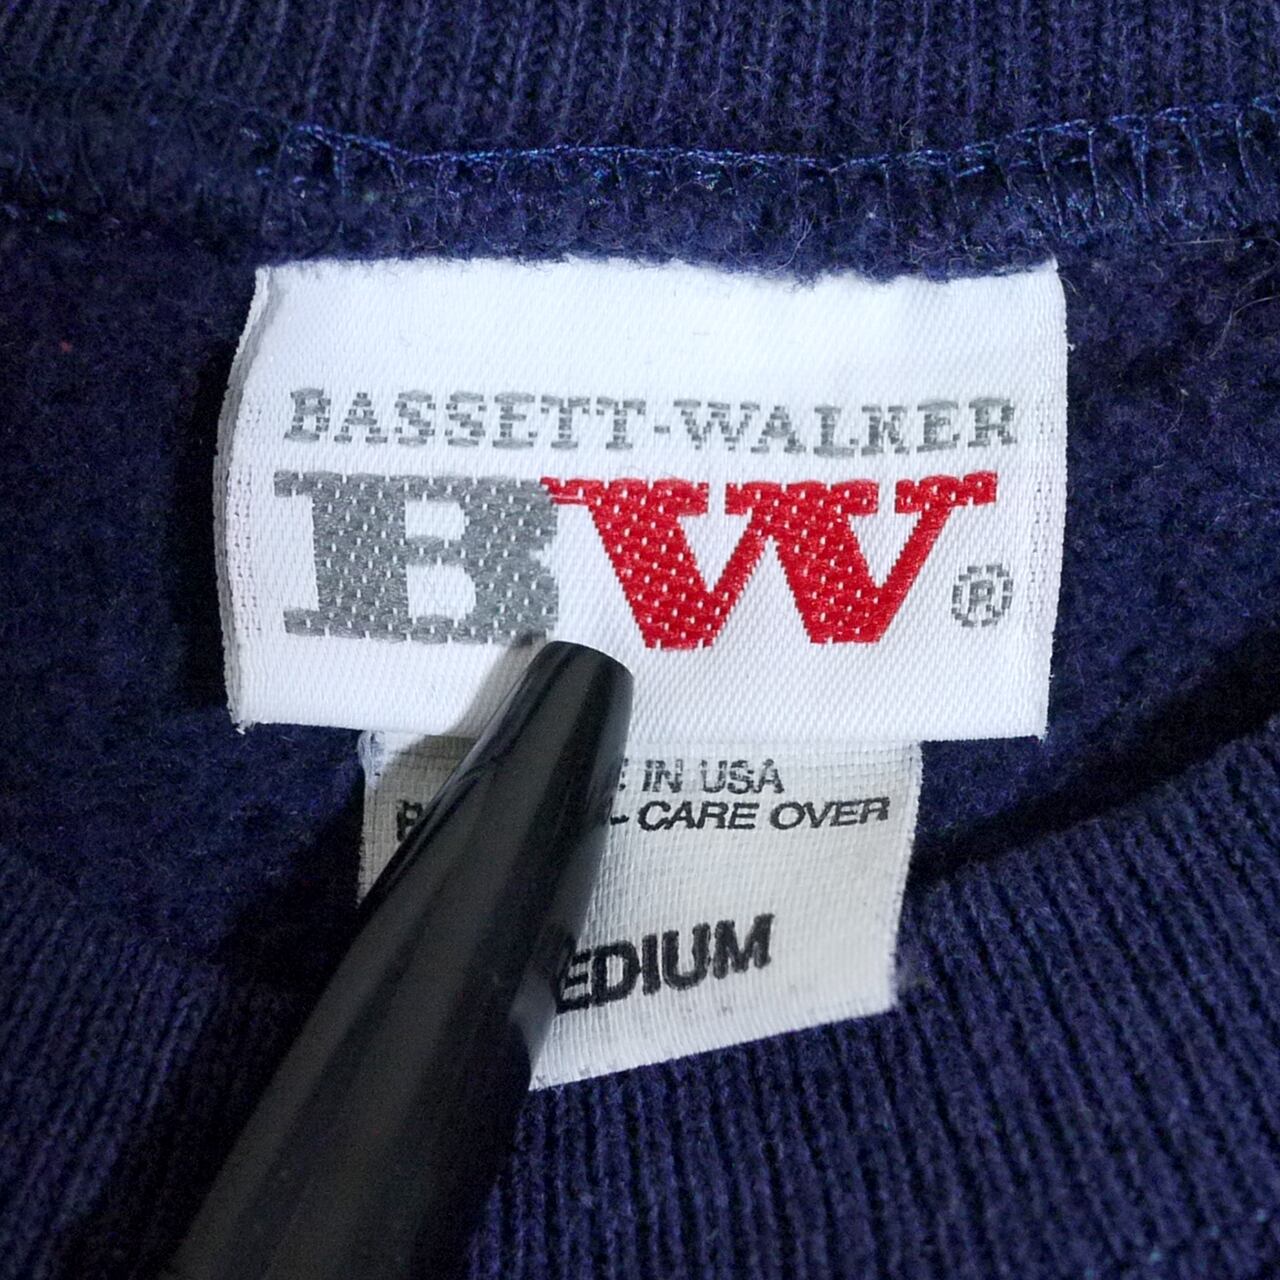 BASSETT-WALKER
BW®
IN USA
CARE OVER
EDIUM